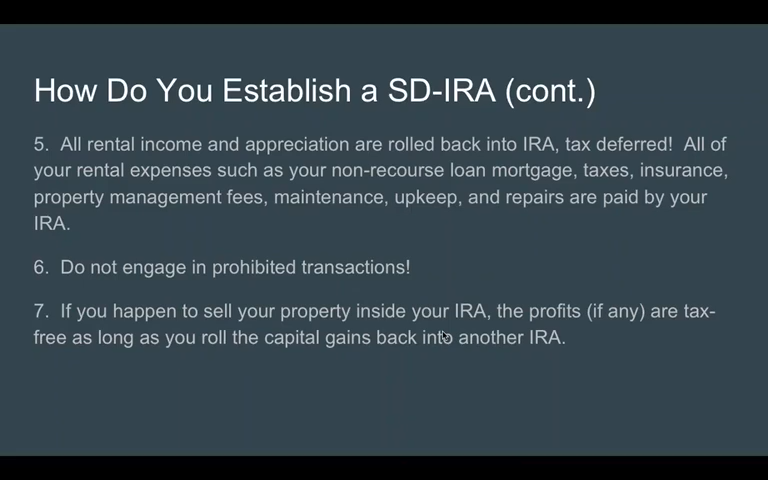 How Do You Establish a SD-IRA (cont.)
5. All rental income and appreciation are rolled back into IRA, tax deferred! All of
your rental expenses such as your non-recourse loan mortgage, taxes, insurance,
property management fees, maintenance, upkeep, and repairs are paid by your
IRA.
6. Do not engage in prohibited transactions!
7. If you happen to sell your property inside your IRA, the profits (if any) are tax-
free as long as you roll the capital gains back into another IRA.